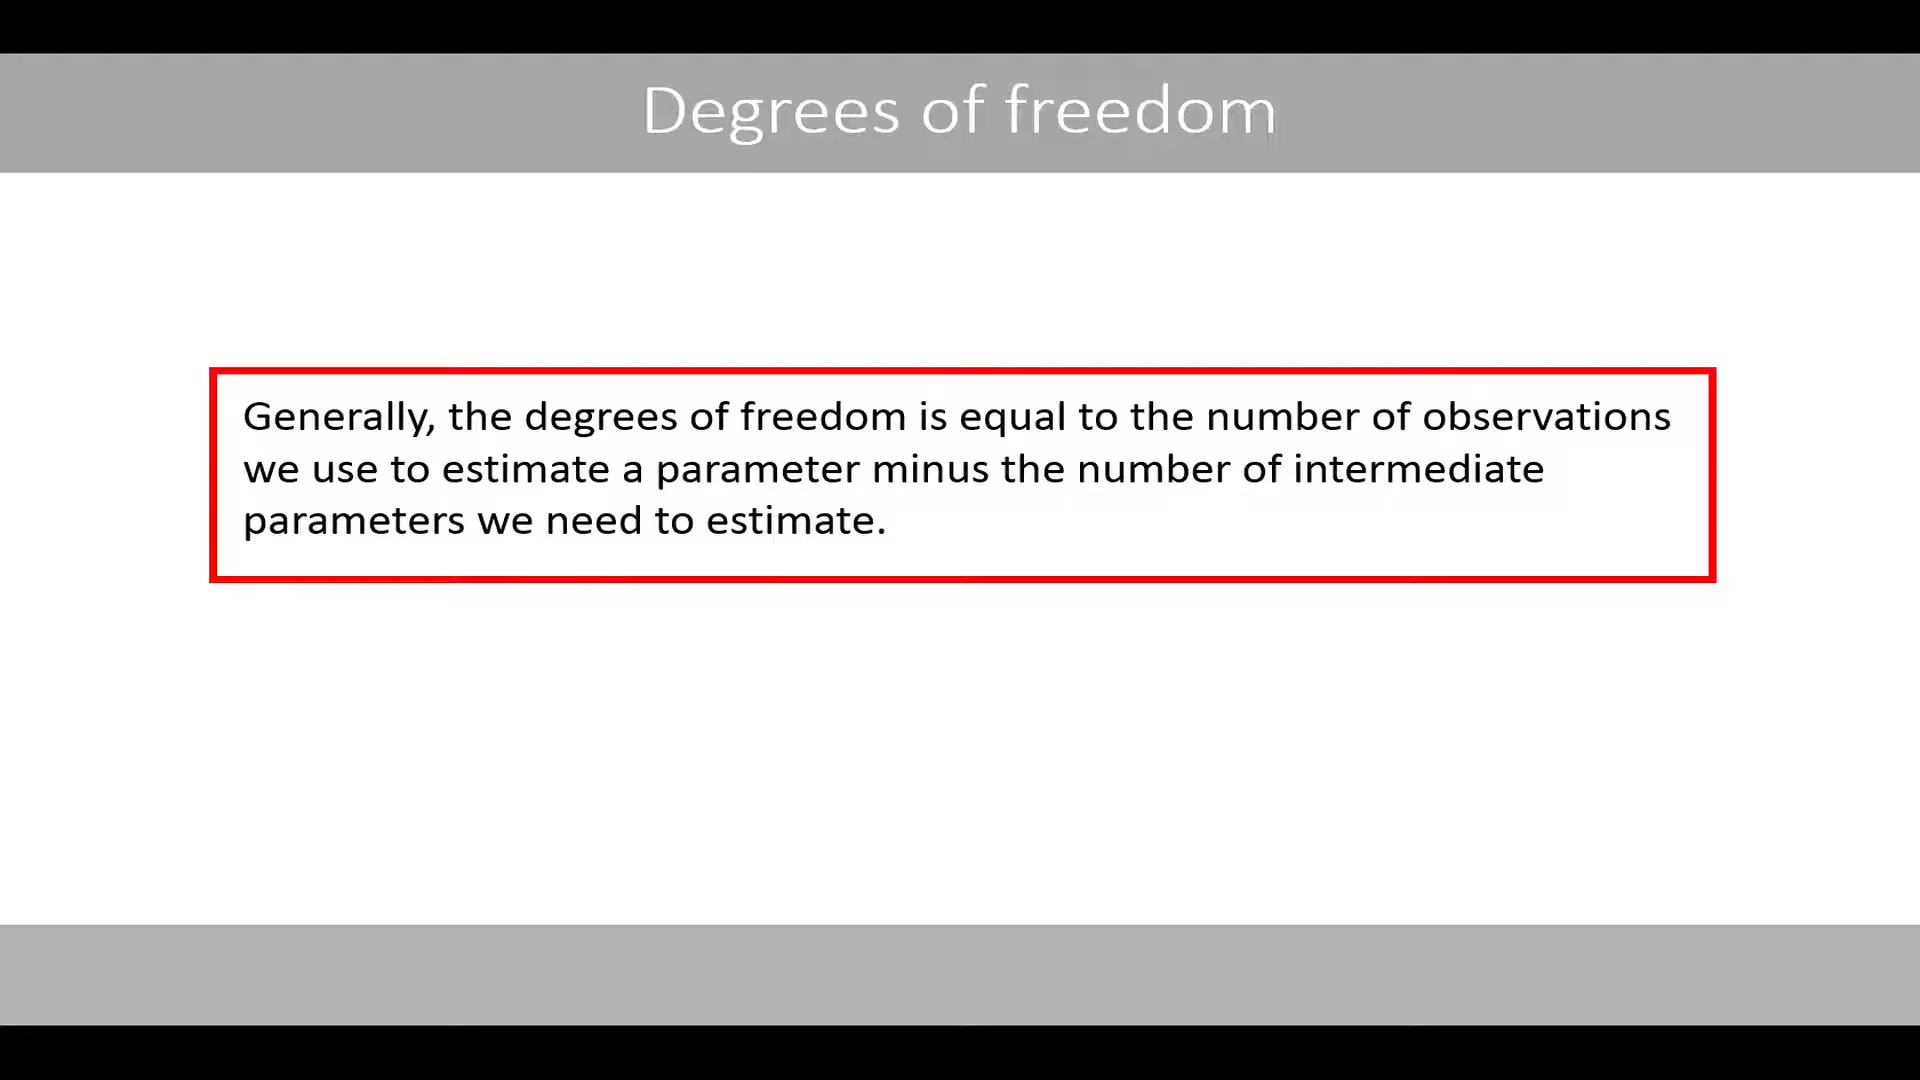 Degrees of freedom
Generally, the degrees of freedom is equal to the number of observations
we use to estimate a parameter minus the number of intermediate
parameters we need to estimate.